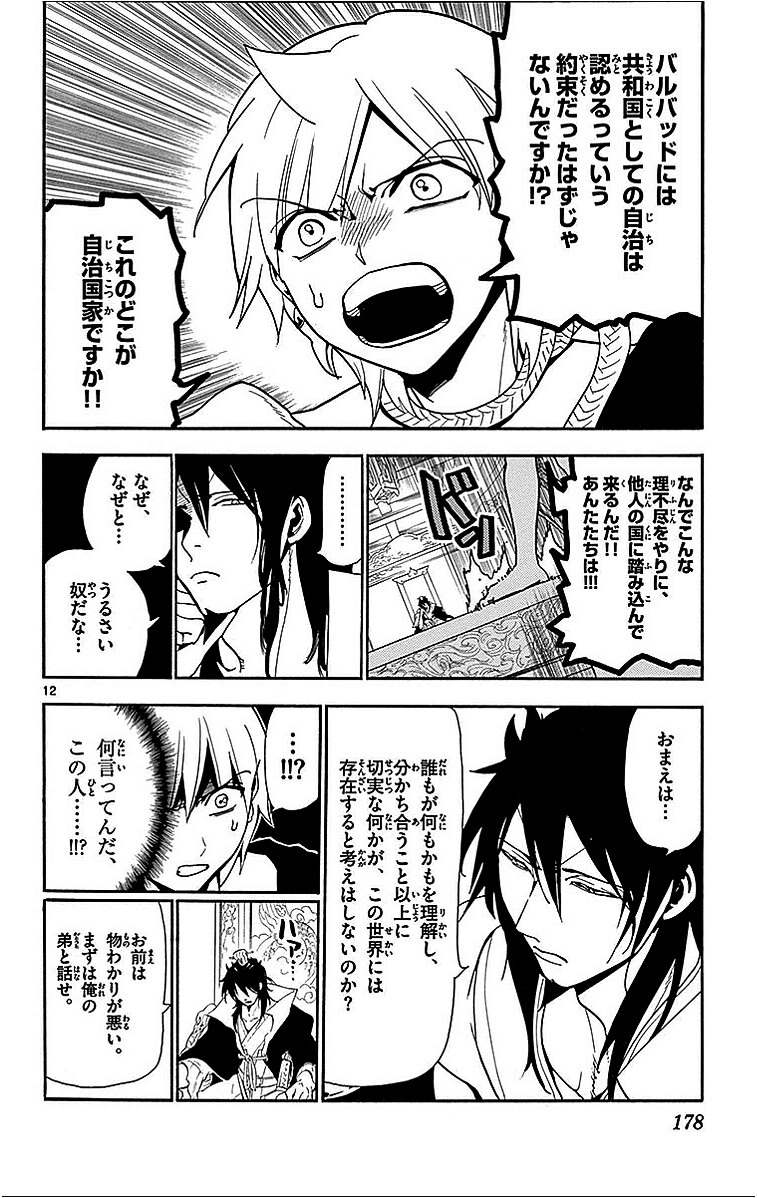 バルバッドには
共和国としての自治は
認めるっていう
約束だったはずじゃ
ないんですか!?
これのどこが
自治国家ですか!!
なんでこんな
理不尽をやりに、
他人の国に踏み込んで
来るんだ!!
あんたたちは!!!
ドッ
………
なぜ、
なぜと…
うるさい
奴だな…
12
おまえは…
誰もが何もかもを理解し、
分かち合うこと以上に
切実な何かが、この世界には
存在すると考えはしないのか?
…!!?
何言ってんだ、
この人………!!?
ハァ…
お前は
物わかりが悪い。
まずは俺の
弟と話せ。
178